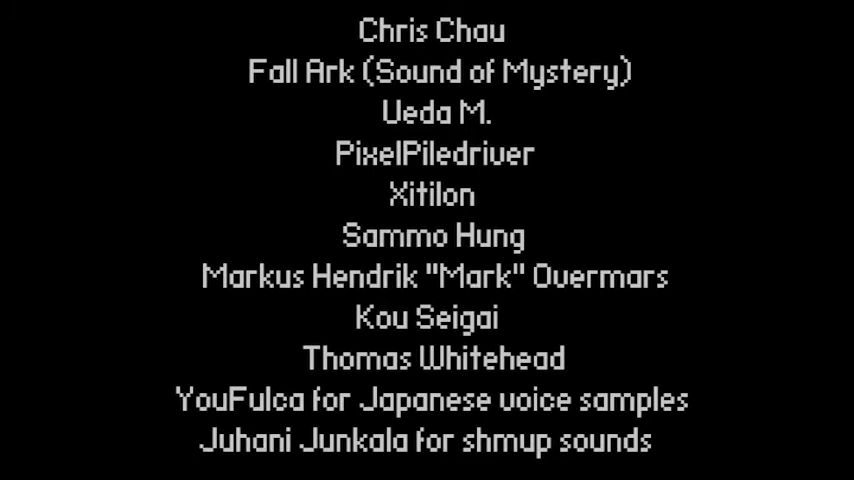 Chris Chau
Fall Ark (Sound of Mystery)
Ueda M.
PixelPiledriver
Xitilon
Sammo Hung
Markus Hendrik "Mark" Overmars
Kou Seigai
Thomas Whitehead
YouFulca for Japanese voice samples
Juhani Junkala for shmup sounds